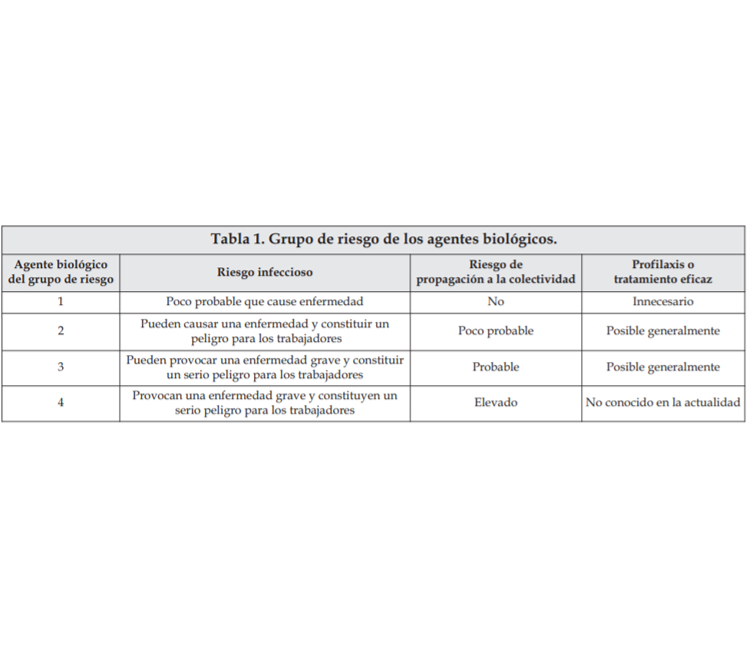 Tabla 1. Grupo de riesgo de los agentes biológicos.
Agente biológico
del grupo de riesgo
Riesgo infeccioso
Riesgo de
propagación a la colectividad
Profilaxis o
tratamiento eficaz
1
Poco probable que cause enfermedad
No
Innecesario
2
Pueden causar una enfermedad y constituir un
peligro para los trabajadores
Poco probable
Posible generalmente
3
Pueden provocar una enfermedad grave y constituir
un serio peligro para los trabajadores
Probable
Posible generalmente
4
Provocan una enfermedad grave y constituyen un
serio peligro para los trabajadores
Elevado
No conocido en la actualidad